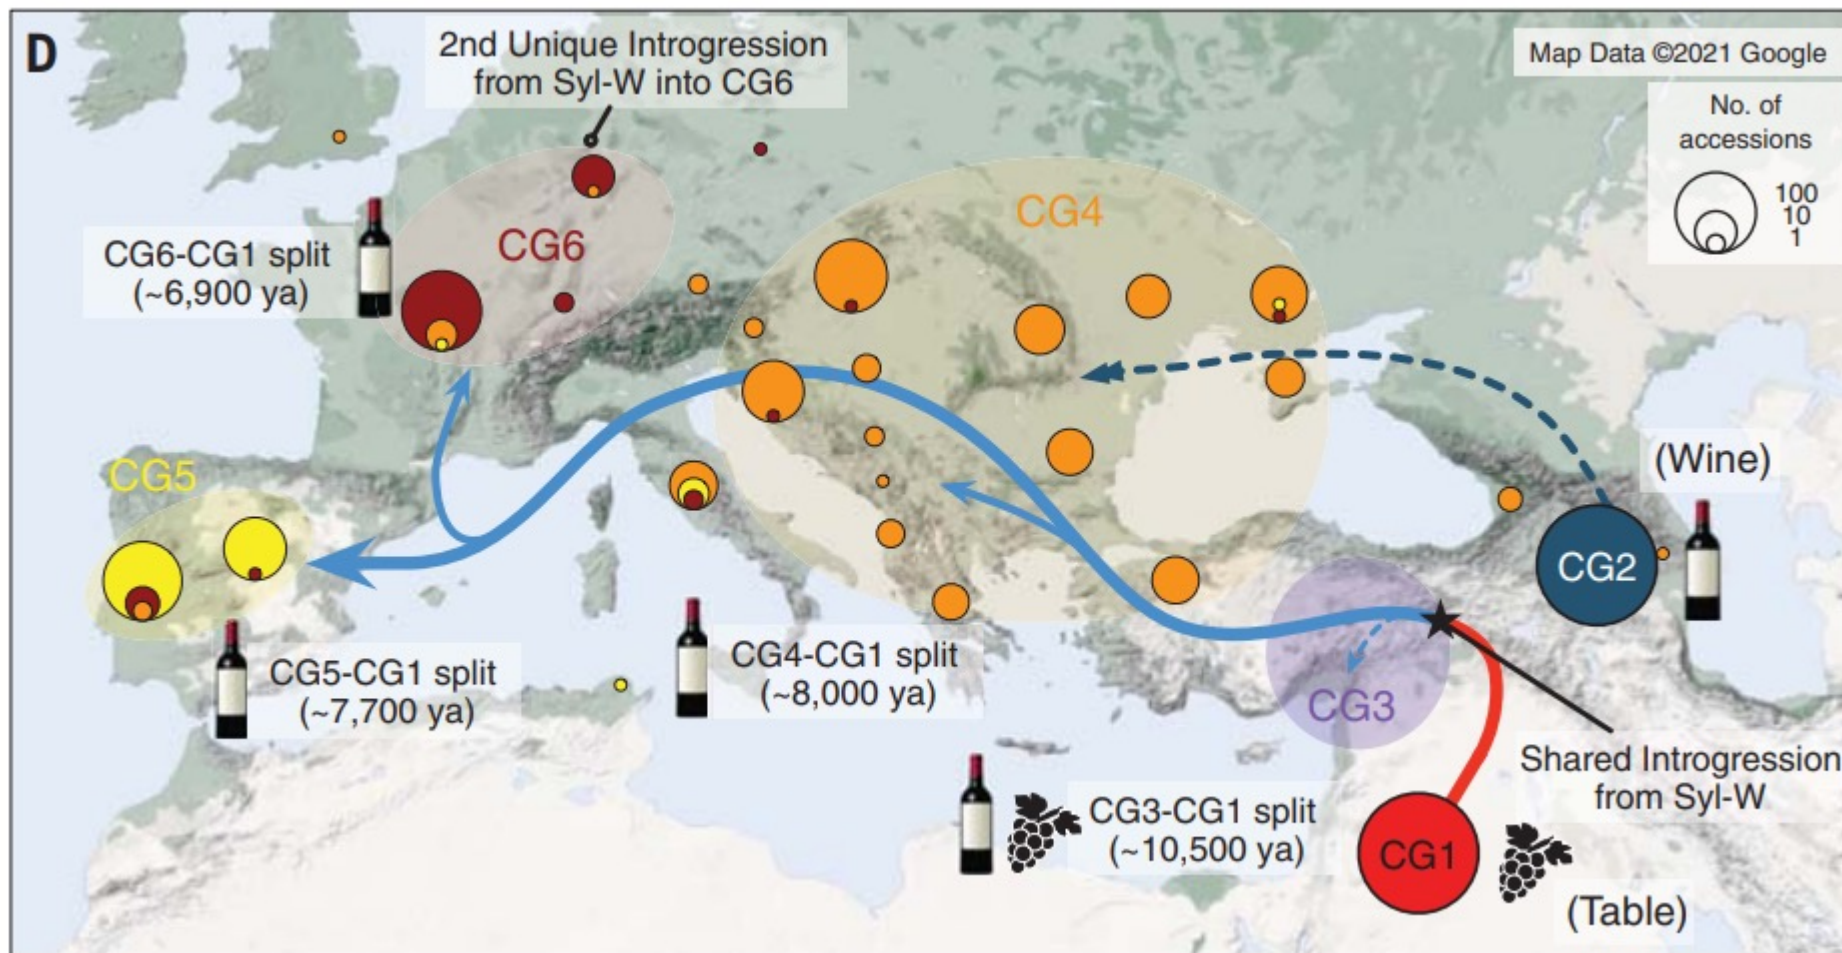 D
2nd Unique Introgression
from Syl-W into CG6
Map Data ©2021 Google
No. of
accessions
100
10
1
CG4
CG6
CG6-CG1 split
(~6,900 ya)
CG5
(Wine)
CG2
CG5-CG1 split
(~7,700 ya)
CG4-CG1 split
(~8,000 ya)
CG3
Shared Introgression
from Syl-W
CG3-CG1 split
(~10,500 ya)
CG1
(Table)